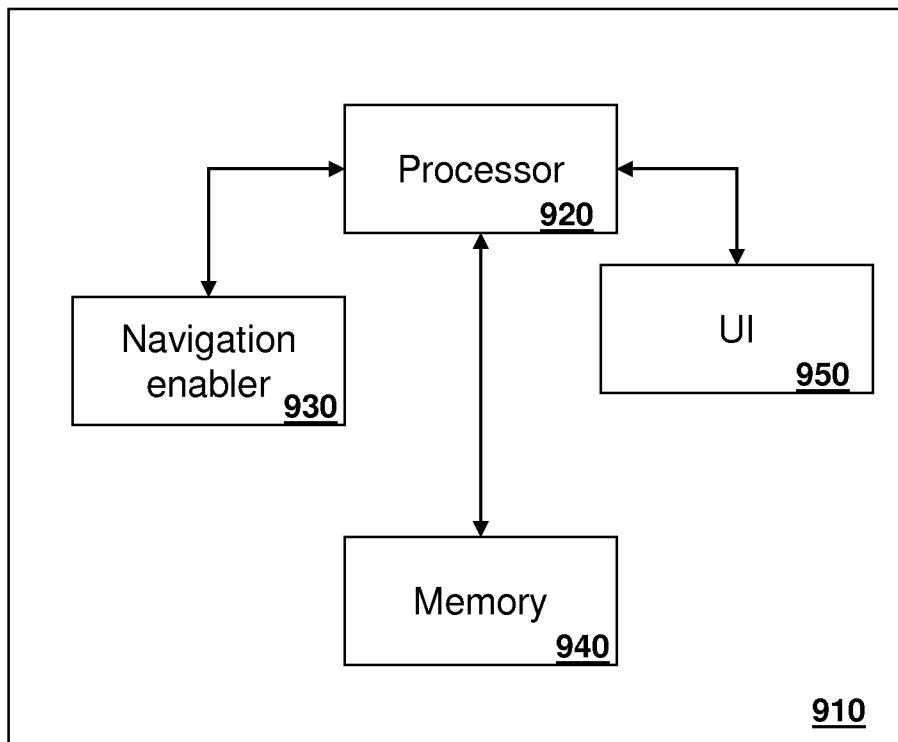 Processor
920
Navigation
enabler
930
UI
950
Memory
940
910